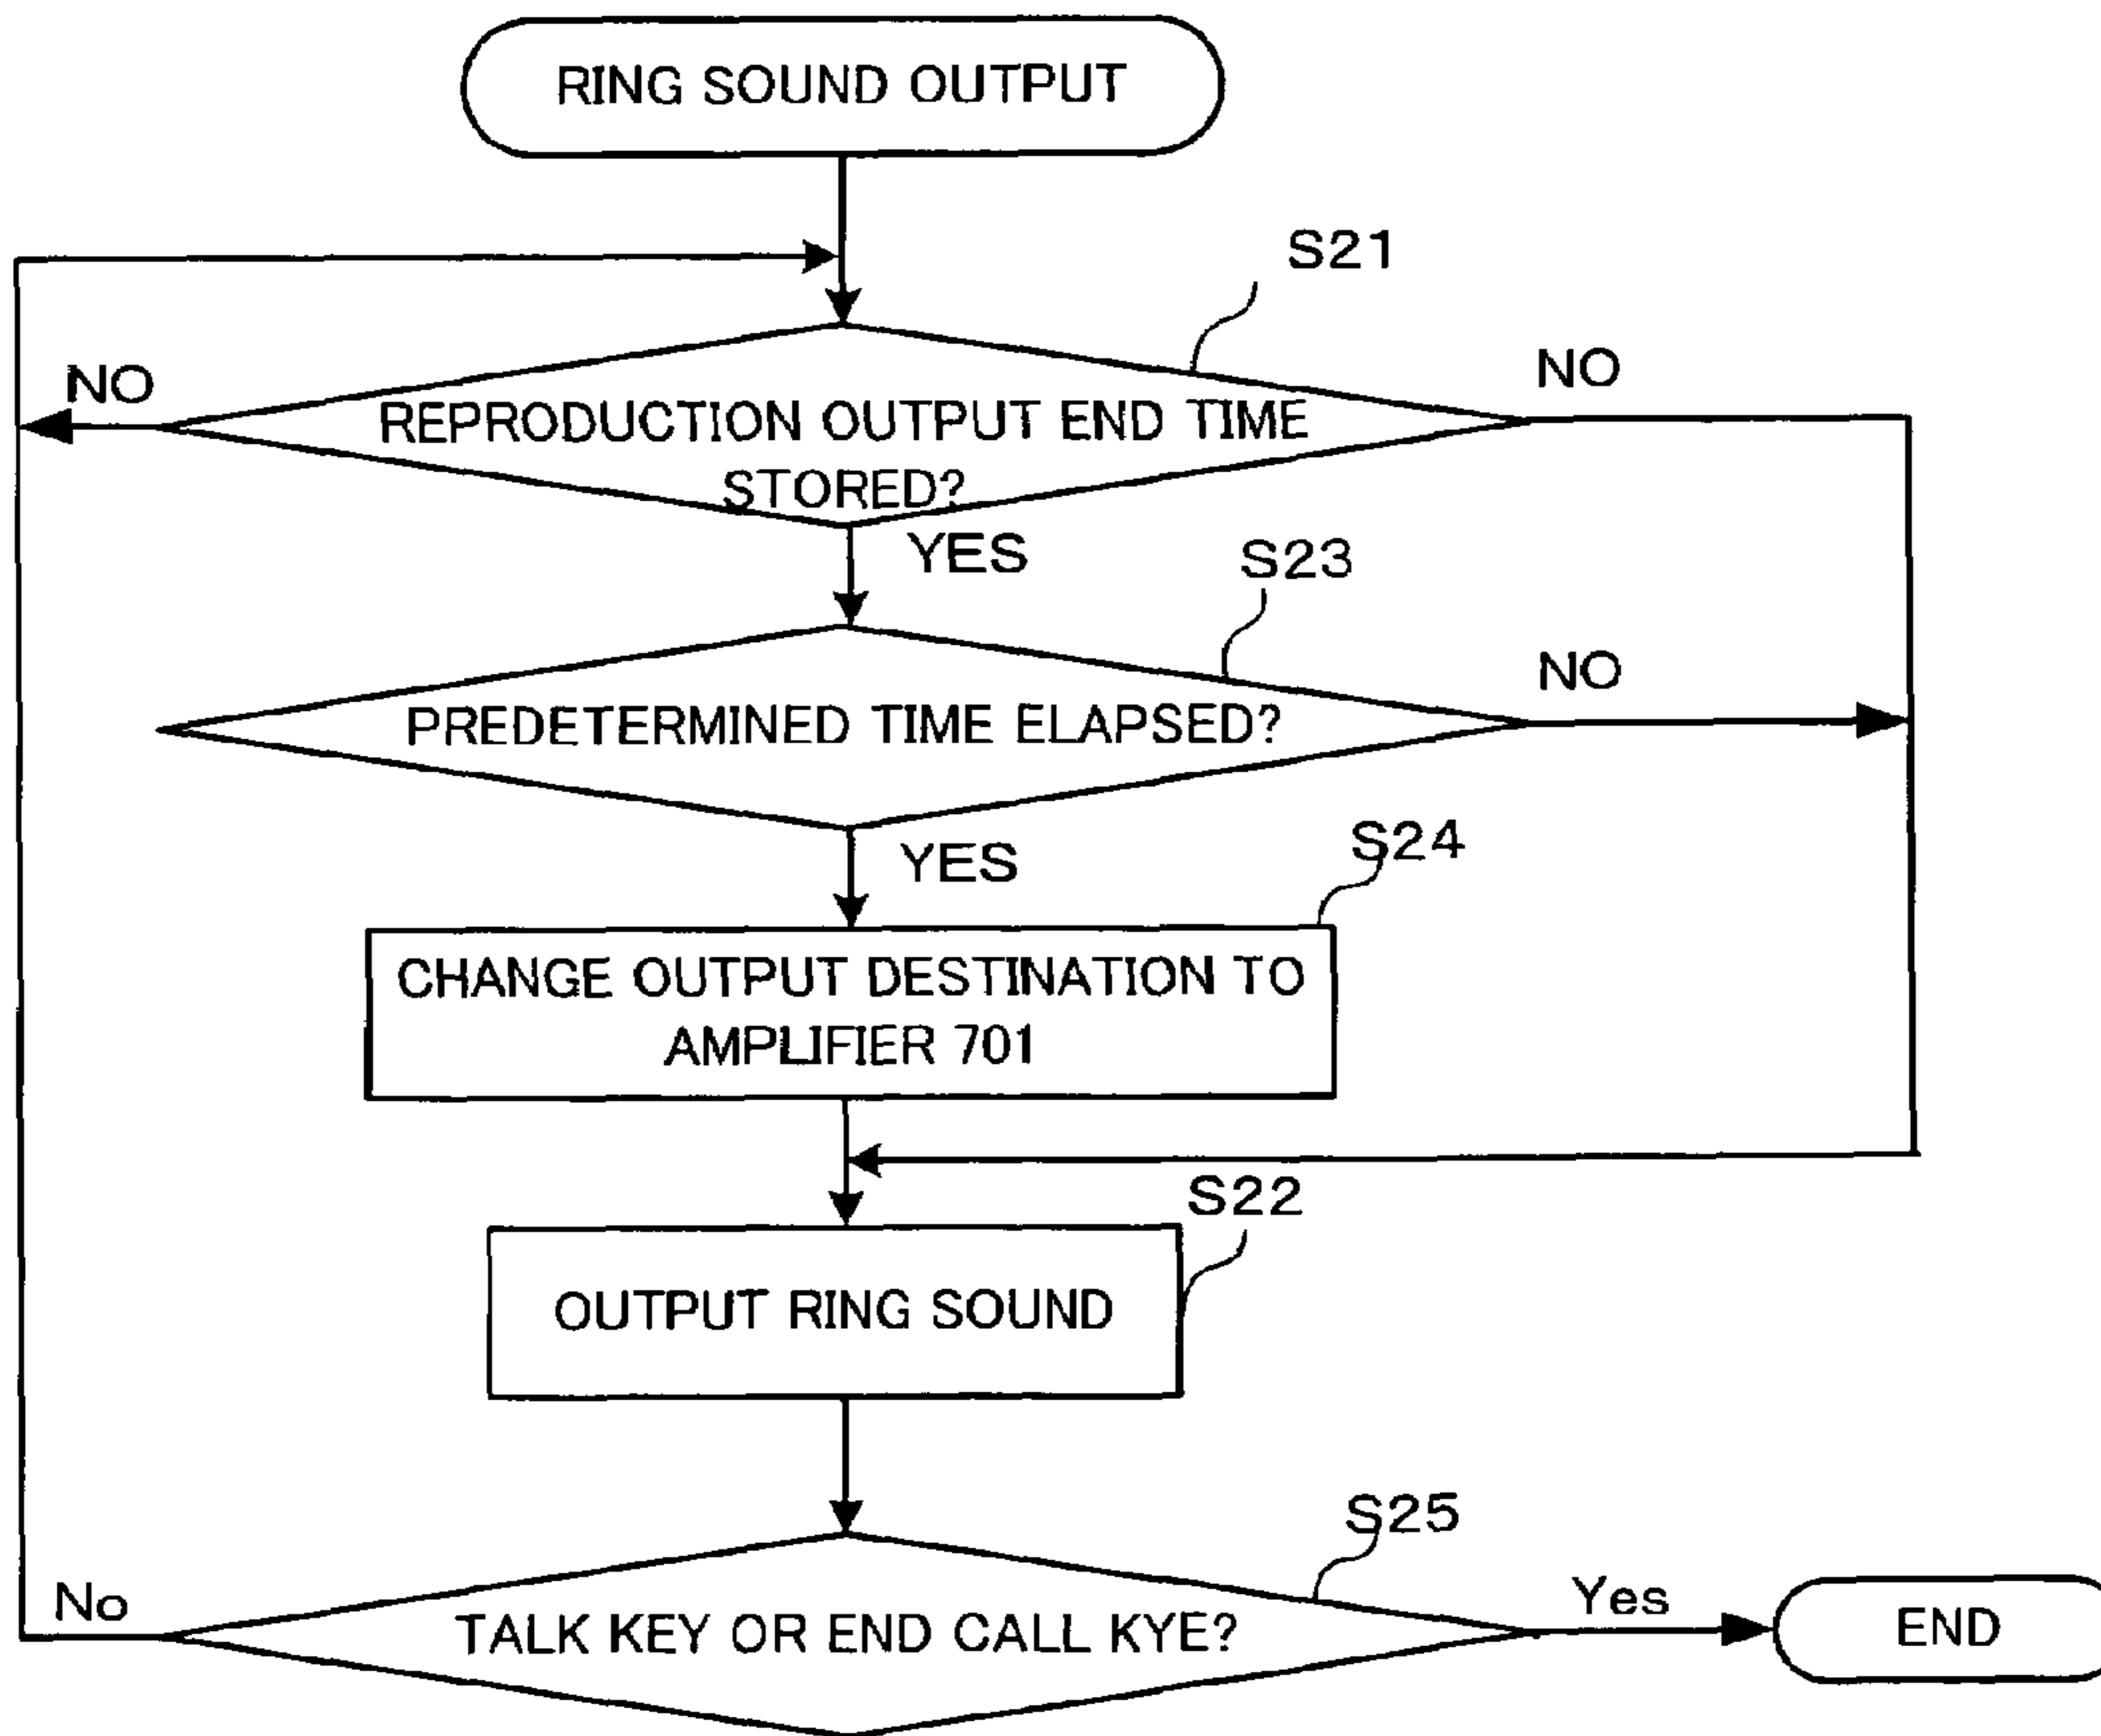 RING SOUND OUTPUT
S21
NO
NO
REPRODUCTION OUTPUT END TIME
STORED?
YES
S23
NO
PREDETERMINED TIME ELAPSED?
YES
S24
CHANGE OUTPUT DESTINATION TO
AMPLIFIER 701
S22
OUTPUT RING SOUND
S25
No
Yes
TALK KEY OR END CALL KYE?
END